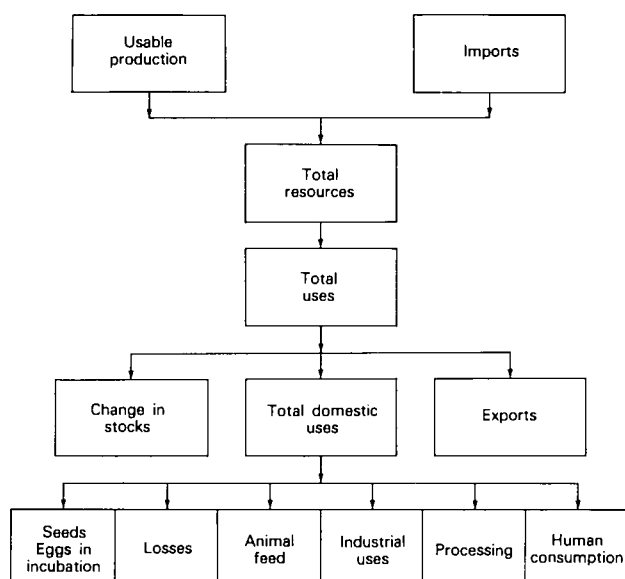 Usable
production
Imports
Total
resources
Total
uses
Change in
stocks
Total domestic
uses
Exports
Seeds
Eggs in
incubation
Losses
Animal
feed
Industrial
uses
Processing
Human
consumption